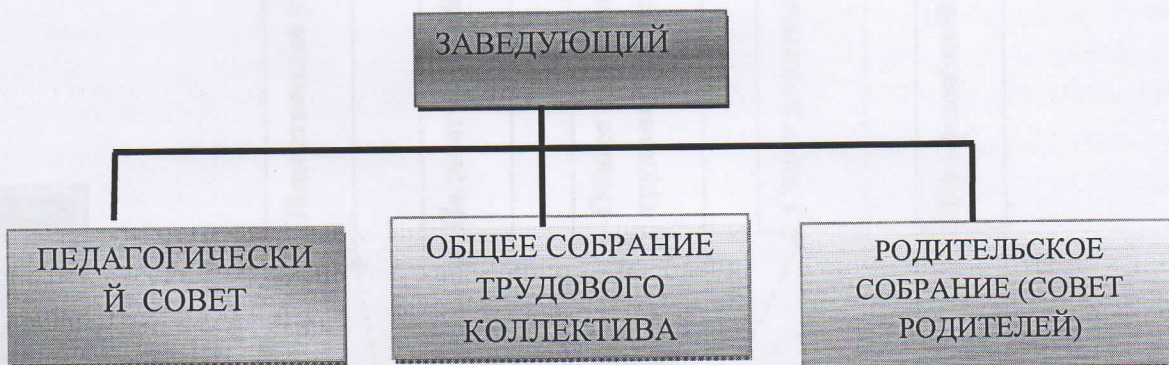 ЗАВЕДУЮЩИЙ
ПЕДАГОГИЧЕСКИ
Й СОВЕТ
ОБЩЕЕ СОБРАНИЕ
ТРУДОВОГО
КОЛЛЕКТИВА
РОДИТЕЛЬСКОЕ
СОБРАНИЕ (СОВЕТ
РОДИТЕЛЕЙ)